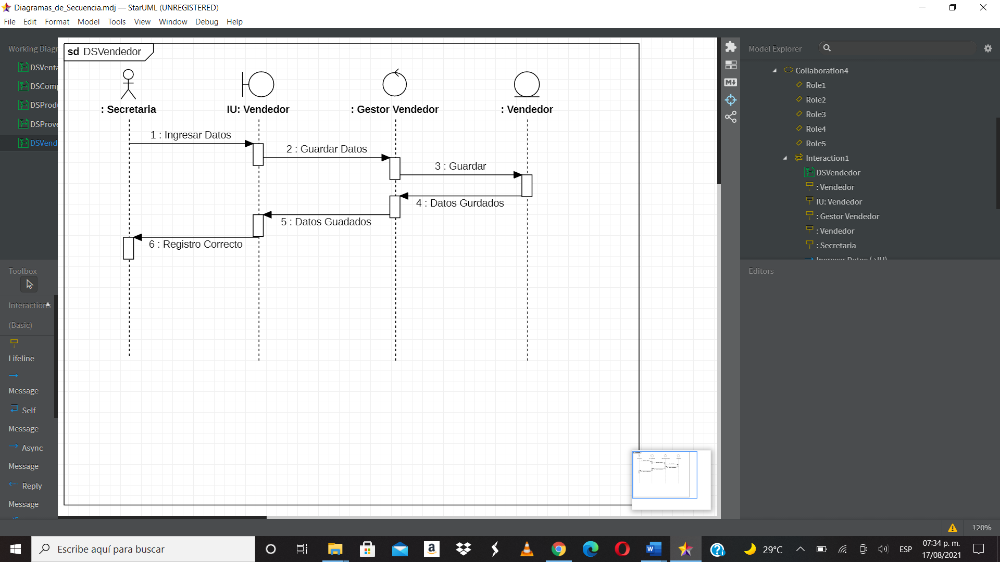 Diagramas_de_Secuencia.mdj — StarUML (UNREGISTERED)
File Edit Format Model Tools View Window Debug Help
Working Diagr
DSVenta
DSComp
DSProdu
DSProve
DSVend
Toolbox
Interactions
(Basic)
Lifeline
Message
Self
Message
Async
Message
Reply
Message
sd DSVendedor
: Secretaria
IU: Vendedor
: Gestor Vendedor
: Vendedor
1 : Ingresar Datos
2 : Guardar Datos
3 : Guardar
4 : Datos Gurdados
5 : Datos Guadados
6 : Registro Correcto
Model Explorer
Collaboration4
Role1
Role2
Role3
Role4
Role5
Interaction1
DSVendedor
: Vendedor
IU: Vendedor
: Gestor Vendedor
: Vendedor
: Secretaria
Ingresar Datos (→IU)
Editors
120%
Escribe aquí para buscar
29°C
ESP
07:34 p. m.
17/08/2021